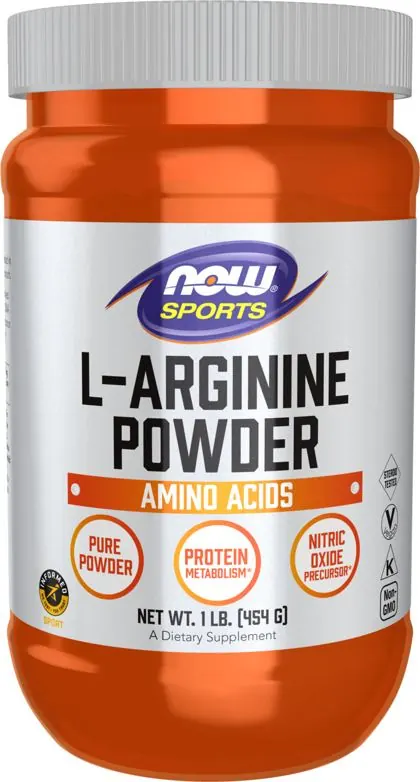 NOW®
SPORTS
L-ARGININE
POWDER
AMINO ACIDS
PURE
POWDER
PROTEIN
METABOLISM*
NITRIC
OXIDE
PRECURSOR*
STEROID
TESTED
V
K
Non-
GMO
INFORMED
SPORT
NET WT. 1 LB. (454 G)
A Dietary Supplement